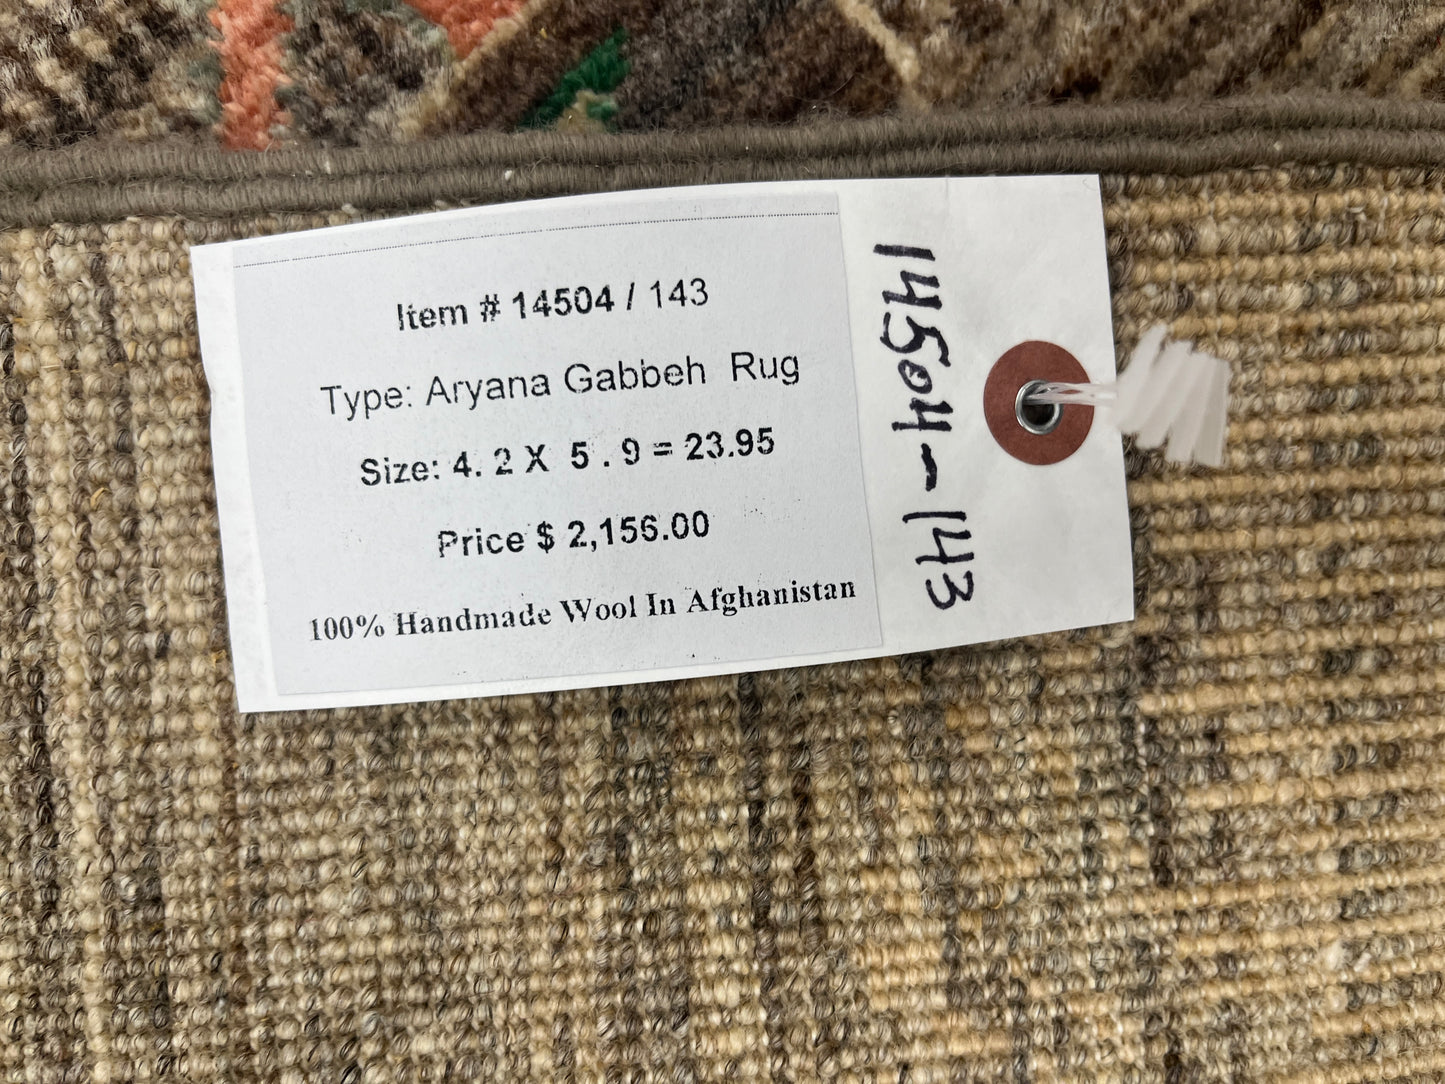 Item # 14504 / 143
Type: Aryana Gabbeh Rug
Size: 4. 2 X 5 . 9 = 23.95
Price $ 2,156.00
100% Handmade Wool In Afghanistan
14504-143